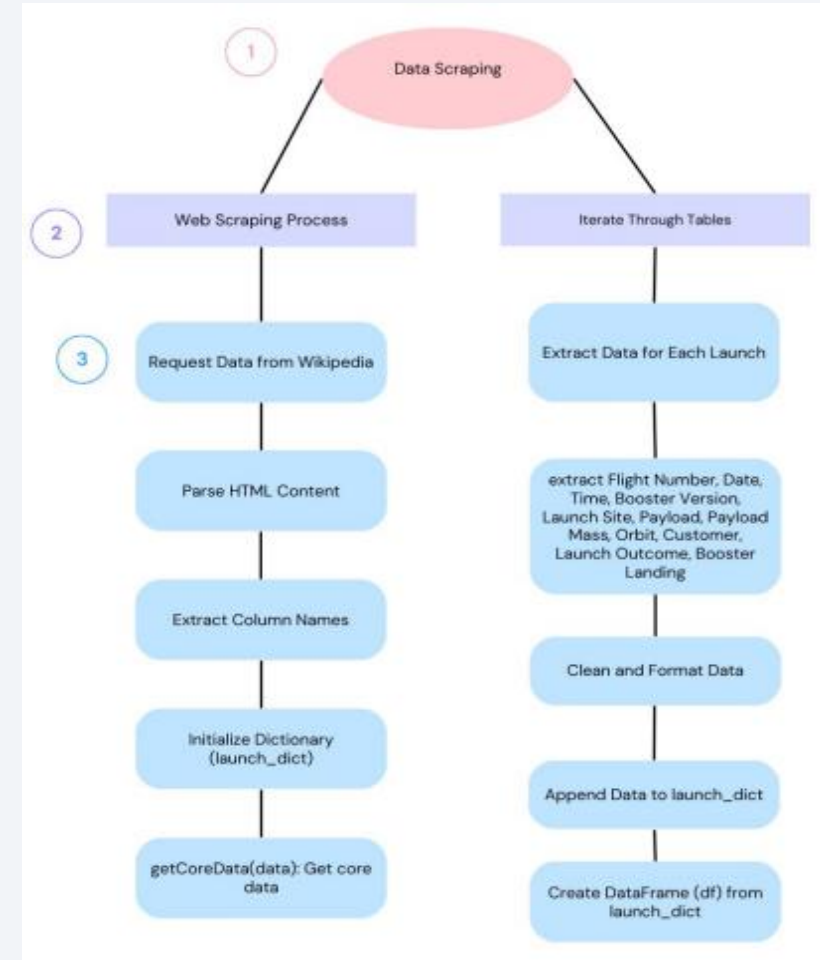 1
Data Scraping
2
Web Scraping Process
3
Request Data from Wikipedia
Parse HTML Content
Extract Column Names
Initialize Dictionary
(launch_dict)
getCoreData(data): Get core
data
Iterate Through Tables
Extract Data for Each Launch
extract Flight Number, Date,
Time, Booster Version,
Launch Site, Payload, Payload
Mass, Orbit, Customer,
Launch Outcome, Booster
Landing
Clean and Format Data
Append Data to launch_dict
Create DataFrame (df) from
launch_dict